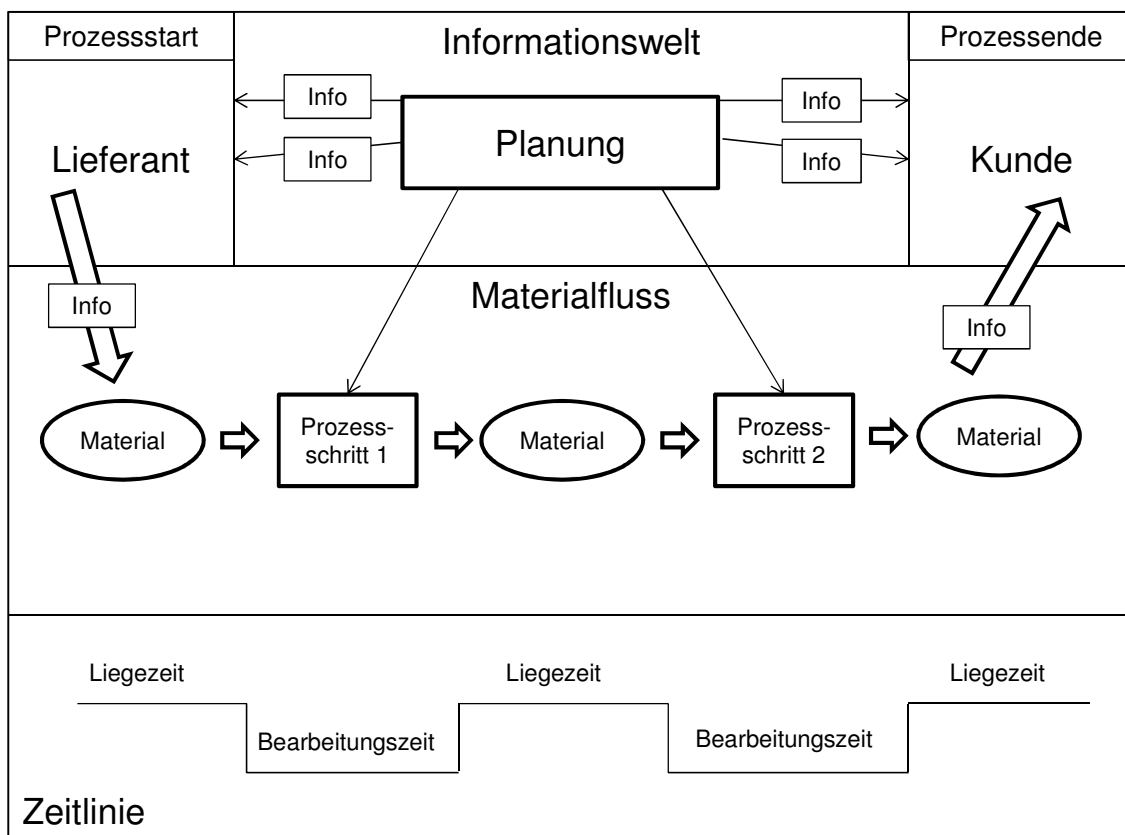 Prozessstart
Informationswelt
Prozessende
Info
Info
Lieferant
Info
Planung
Info
Kunde
Info
Materialfluss
Info
Material
Prozess-
schritt 1
Material
Prozess-
schritt 2
Material
Liegezeit
Liegezeit
Liegezeit
Bearbeitungszeit
Bearbeitungszeit
Zeitlinie